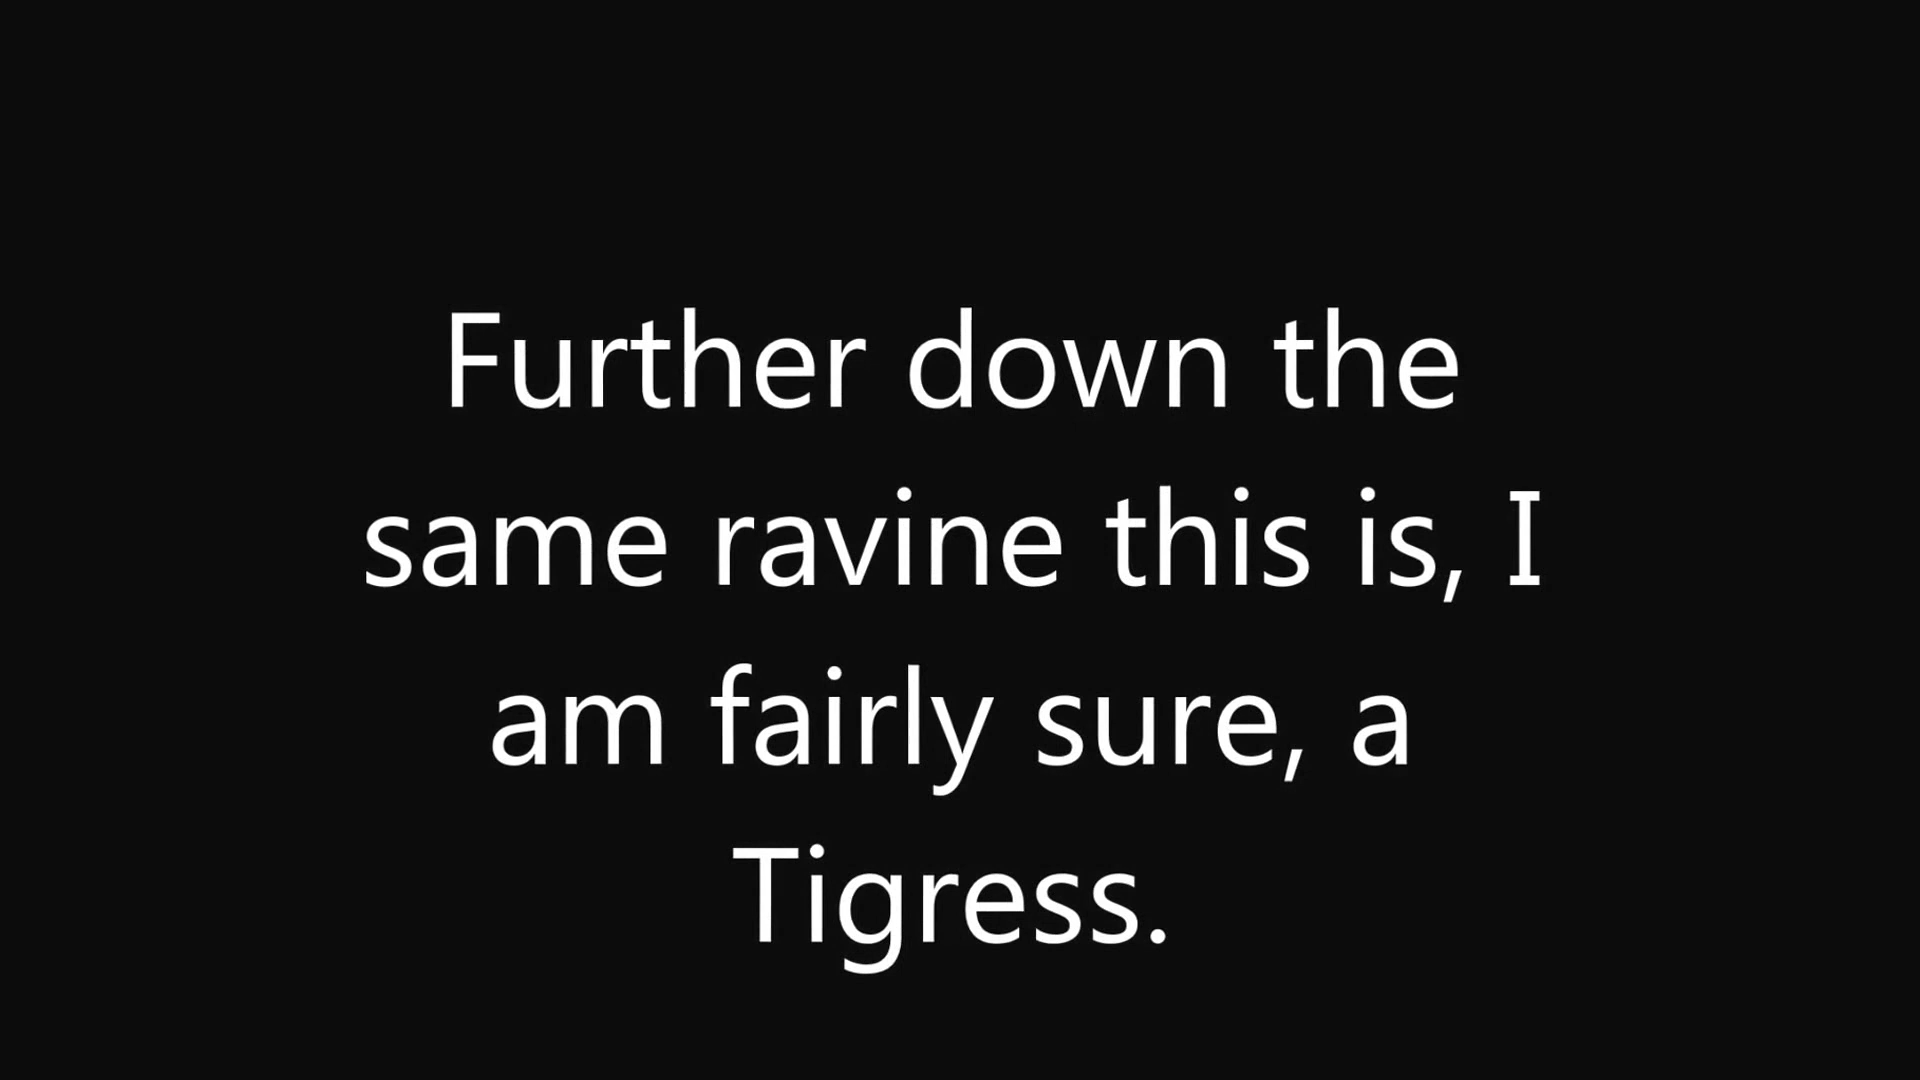 Further down the
same ravine this is, I
am fairly sure, a
Tigress.